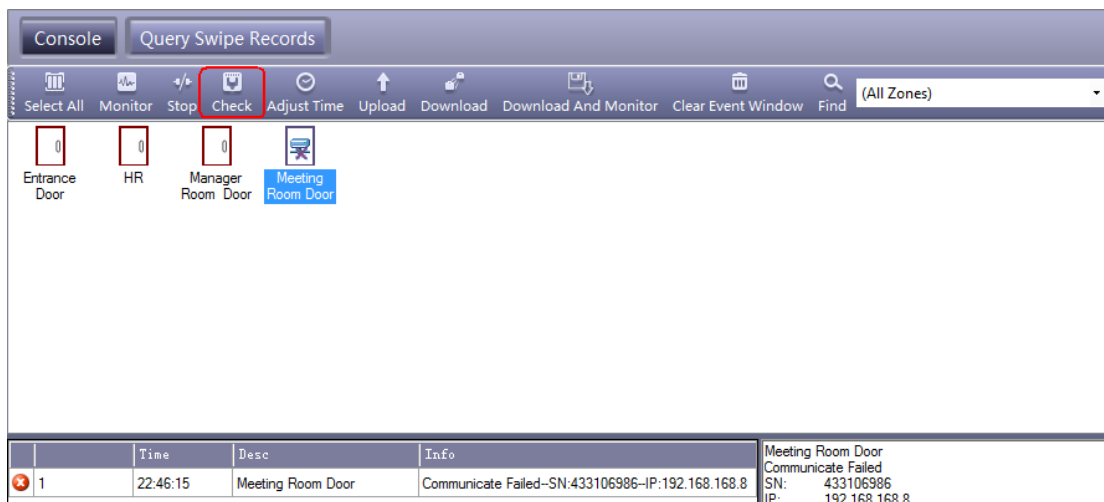 Console Query Swipe Records
Select All Monitor Stop Check Adjust Time Upload Download Download And Monitor Clear Event Window Find (All Zones)
Entrance Door
HR
Manager Room Door
Meeting Room Door
Time Desc Info
1 22:46:15 Meeting Room Door Communicate Failed--SN:433106986--IP:192.168.168.8
Meeting Room Door
Communicate Failed
SN: 433106986
IP: 192.168.168.8